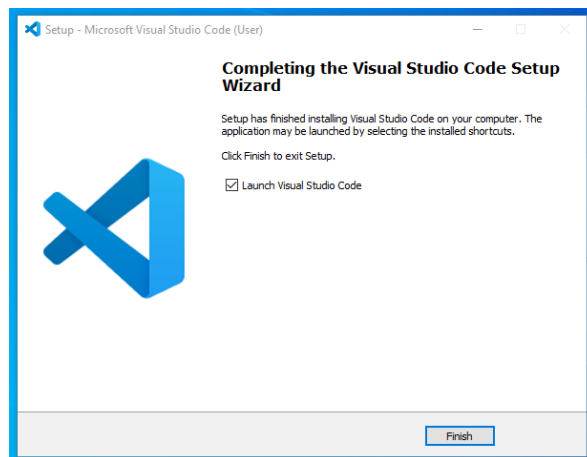 Setup - Microsoft Visual Studio Code (User)
Completing the Visual Studio Code Setup
Wizard
Setup has finished installing Visual Studio Code on your computer. The
application may be launched by selecting the installed shortcuts.
Click Finish to exit Setup.
Launch Visual Studio Code
Finish